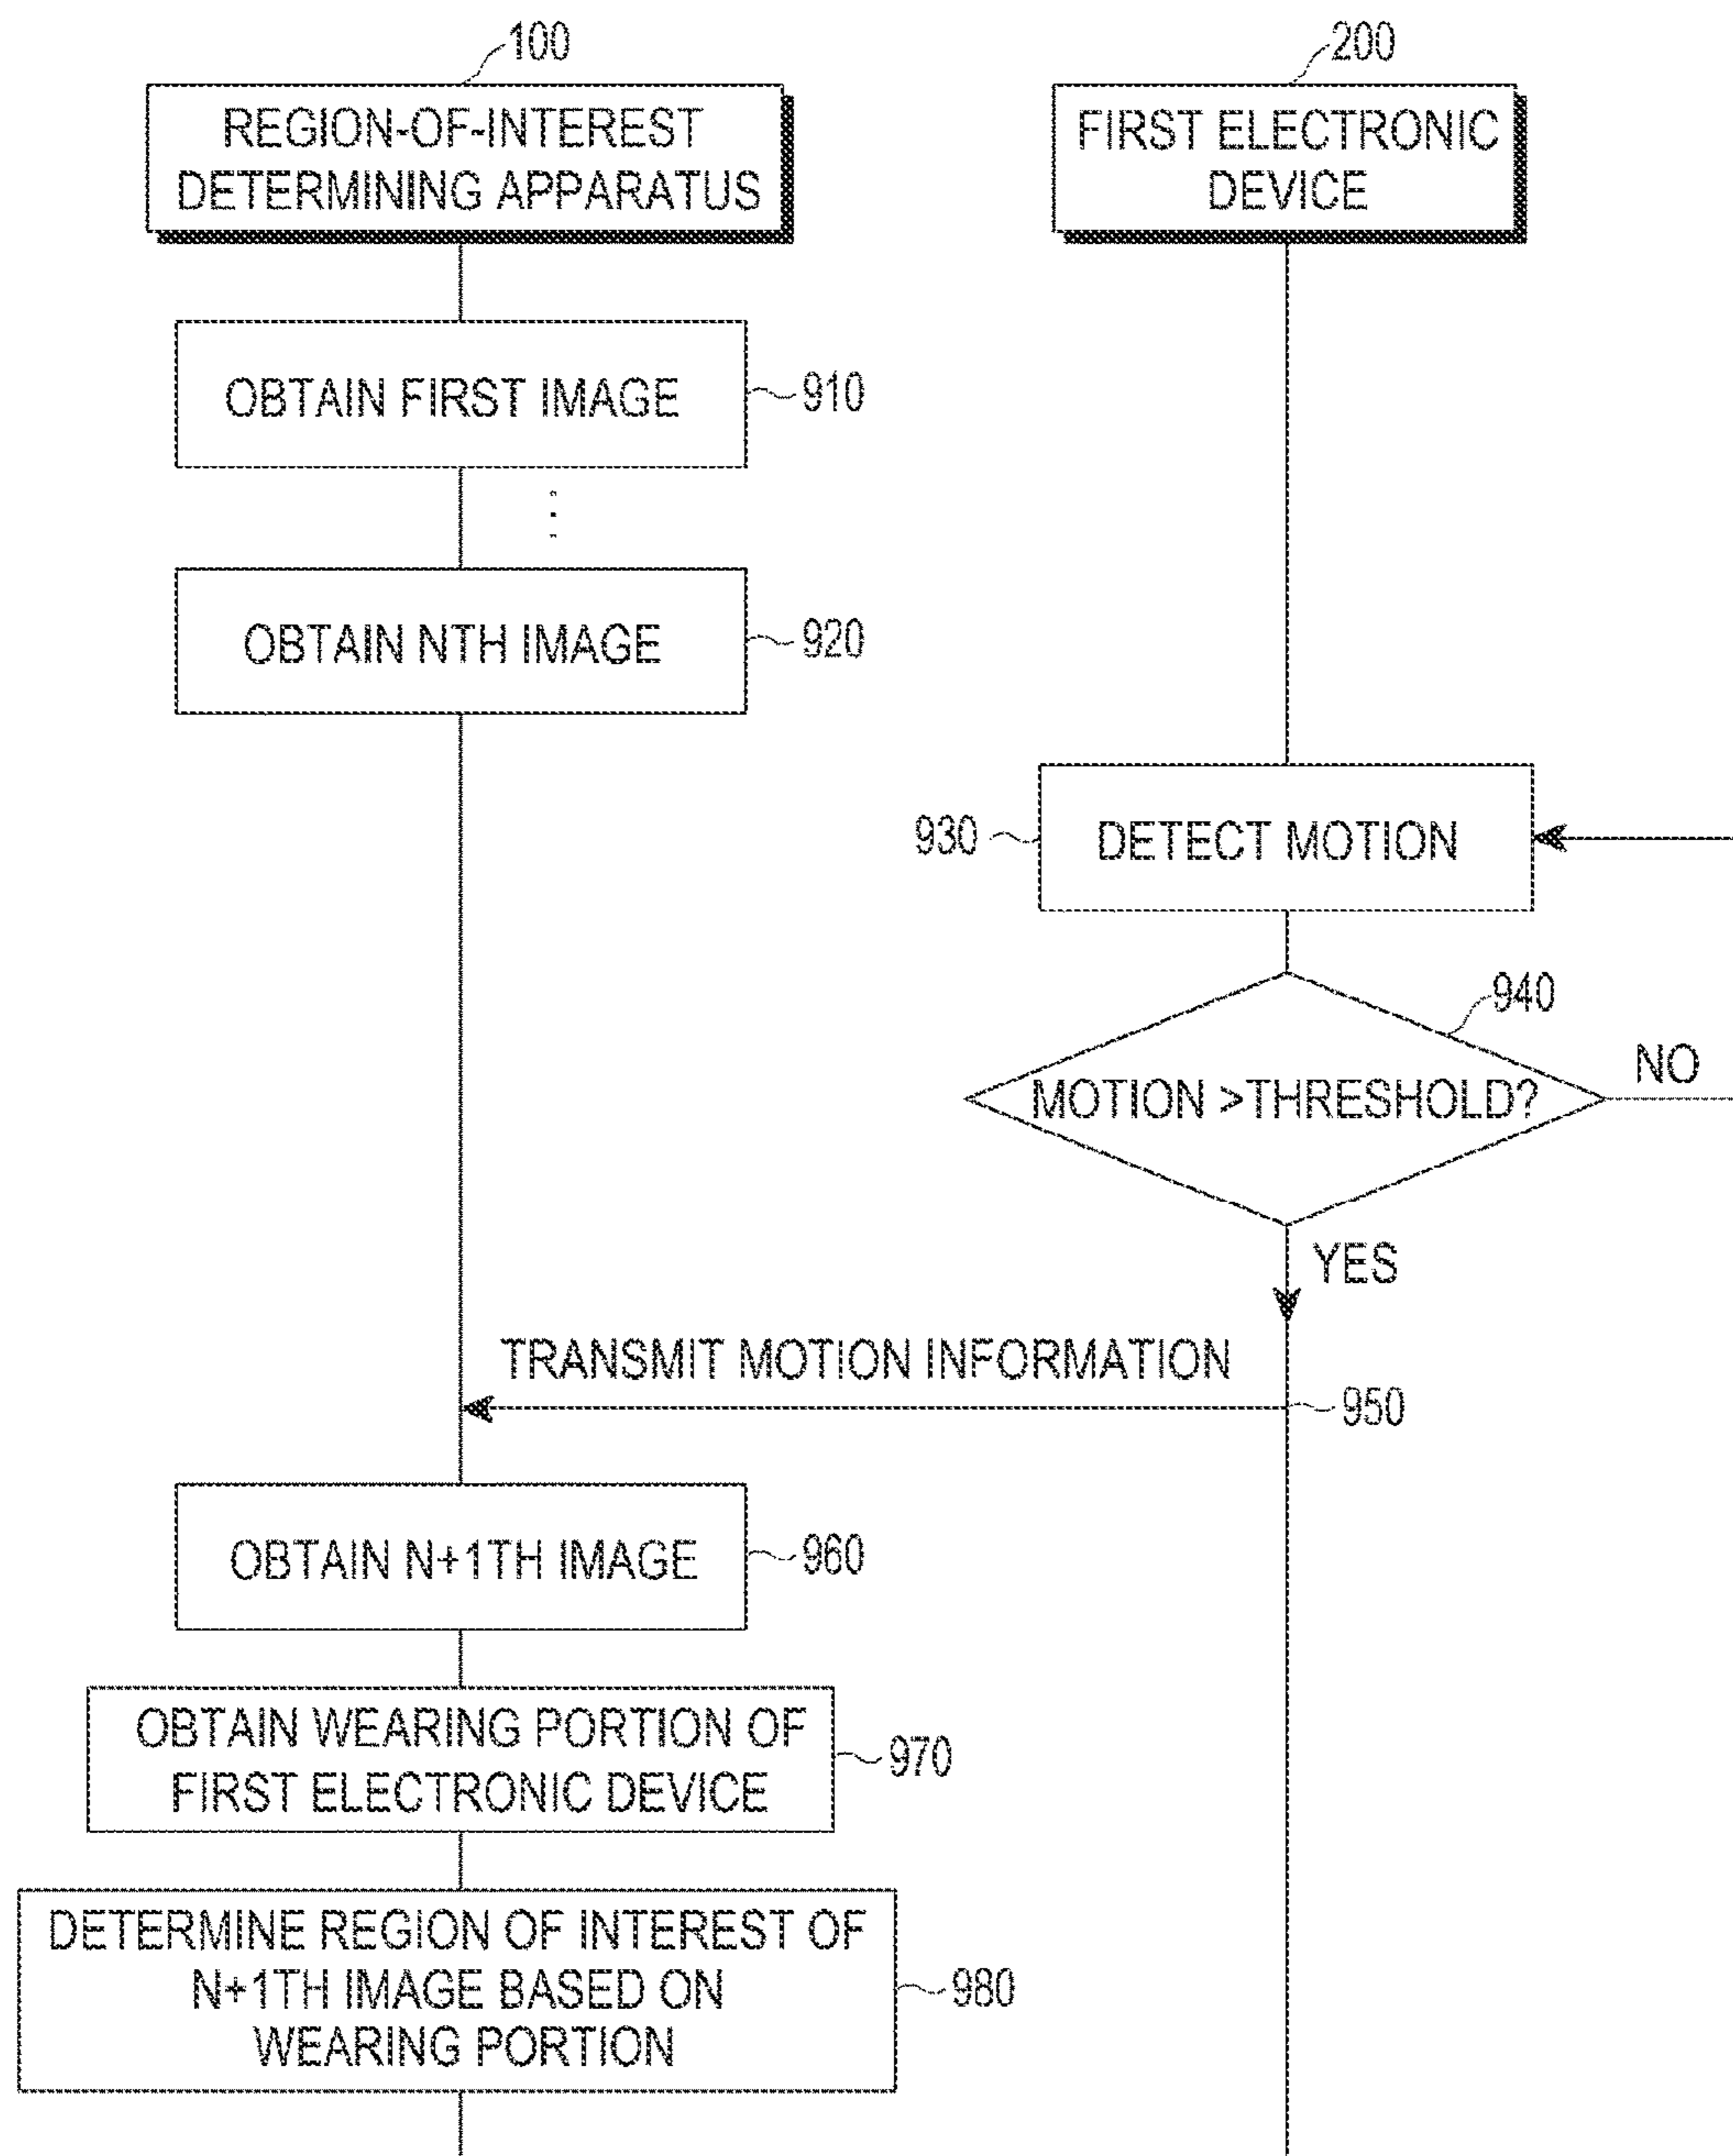 100
REGION-OF-INTEREST
DETERMINING APPARATUS
200
FIRST ELECTRONIC
DEVICE
OBTAIN FIRST IMAGE
910
OBTAIN NTH IMAGE
920
930
DETECT MOTION
940
MOTION >THRESHOLD?
NO
YES
TRANSMIT MOTION INFORMATION
950
OBTAIN N+1TH IMAGE
960
OBTAIN WEARING PORTION OF
FIRST ELECTRONIC DEVICE
970
DETERMINE REGION OF INTEREST OF
N+1TH IMAGE BASED ON
WEARING PORTION
980